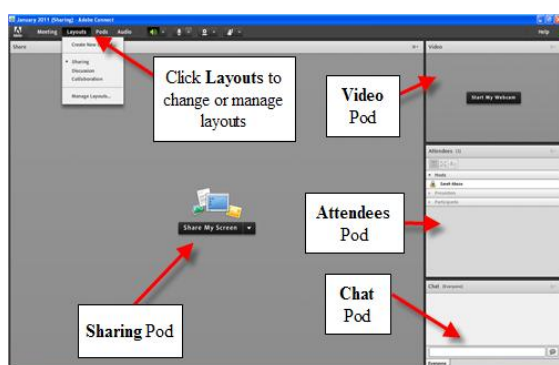 January 2011 (Sharing) - Adobe Connect
Meeting Layouts Pods Audio Help
Share
Video
Create New
Sharing
Discussion
Collaboration
Manage Layouts...
Click Layouts to
change or manage
layouts
Video
Pod
Start My Webcam
Attendees
Hosts
Participants
Attendees
Pod
Share My Screen
Sharing Pod
Chat
Pod
Chat (Everyone)
Everyone